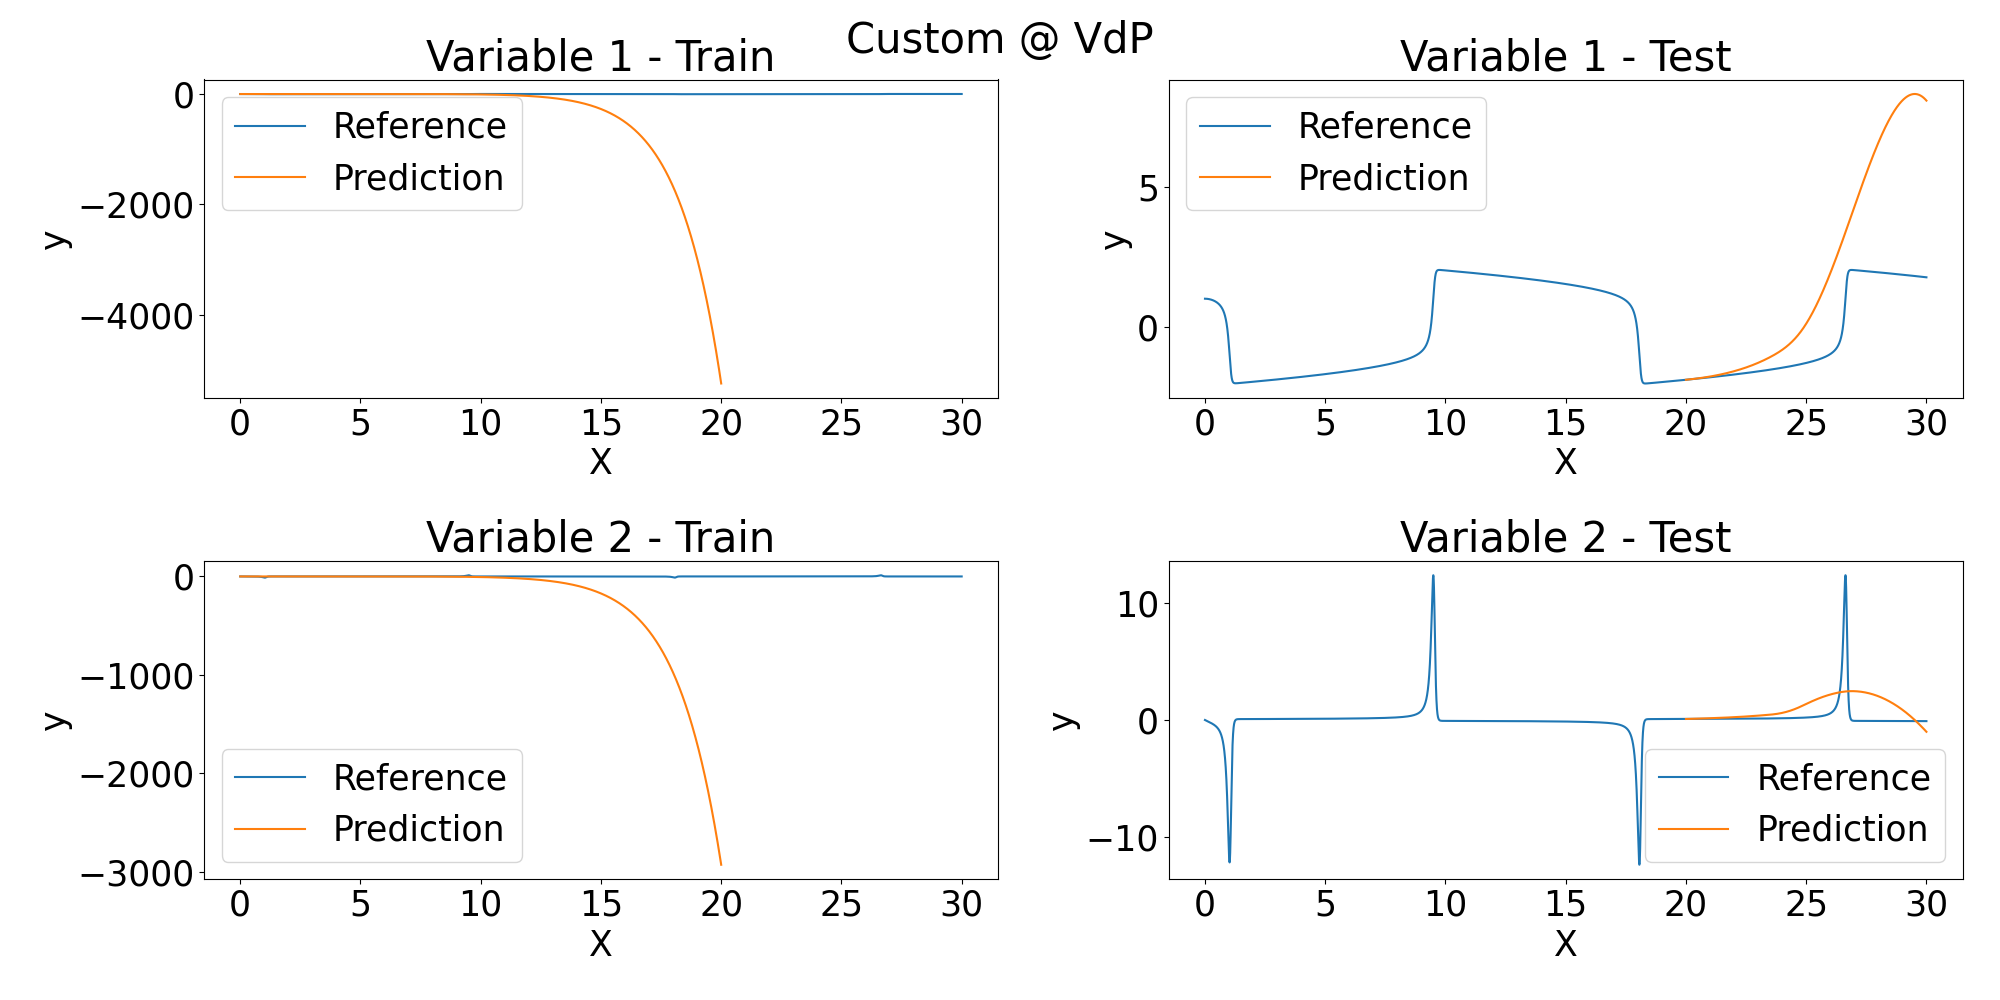 Custom @ VdP
Variable 1 - Train
0
−2000
−4000
y
Reference
Prediction
0 5 10 15 20 25 30
X
Variable 1 - Test
5
0
y
Reference
Prediction
0 5 10 15 20 25 30
X
Variable 2 - Train
0
−1000
−2000
−3000
y
Reference
Prediction
0 5 10 15 20 25 30
X
Variable 2 - Test
10
0
−10
y
Reference
Prediction
0 5 10 15 20 25 30
X